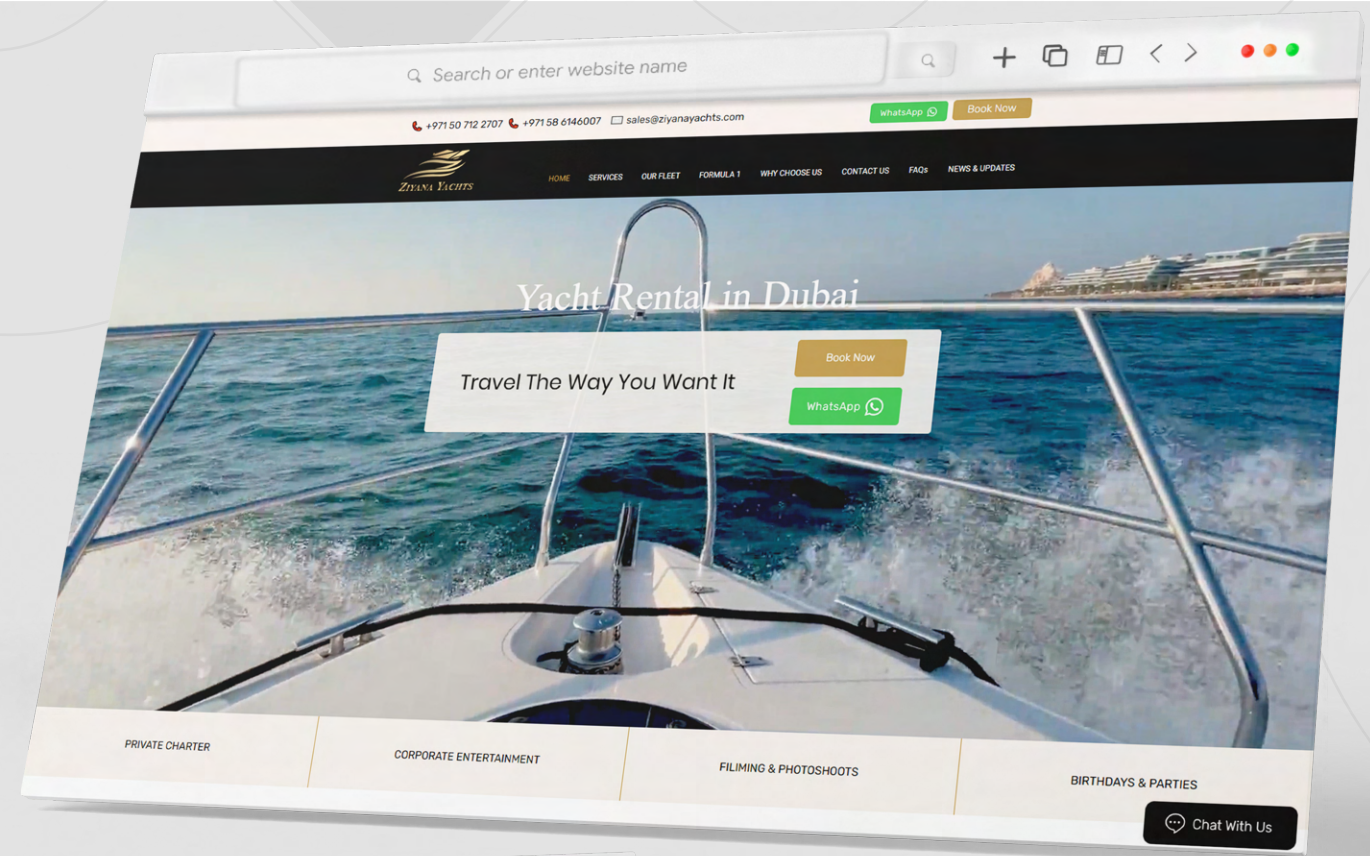 Search or enter website name
+971 50 712 2707 +971 58 6146007 sales@ziyanayachts.com WhatsApp Book Now
ZIYANA YACHTS
HOME SERVICES OUR FLEET FORMULA 1 WHY CHOOSE US CONTACT US FAQs NEWS & UPDATES
Yacht Rental in Dubai
Travel The Way You Want It
Book Now
WhatsApp
PRIVATE CHARTER CORPORATE ENTERTAINMENT FILIMING & PHOTOSHOOTS BIRTHDAYS & PARTIES
Chat With Us